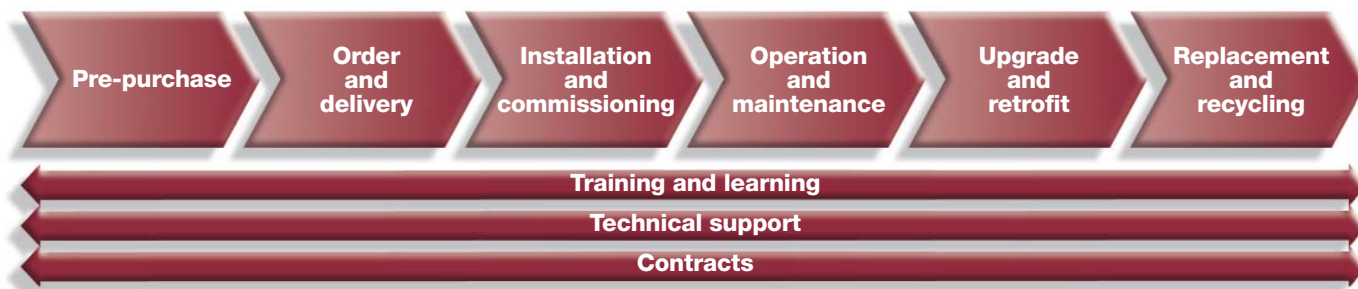 Pre-purchase
Order
and
delivery
Installation
and
commissioning
Operation
and
maintenance
Upgrade
and
retrofit
Replacement
and
recycling
Training and learning
Technical support
Contracts